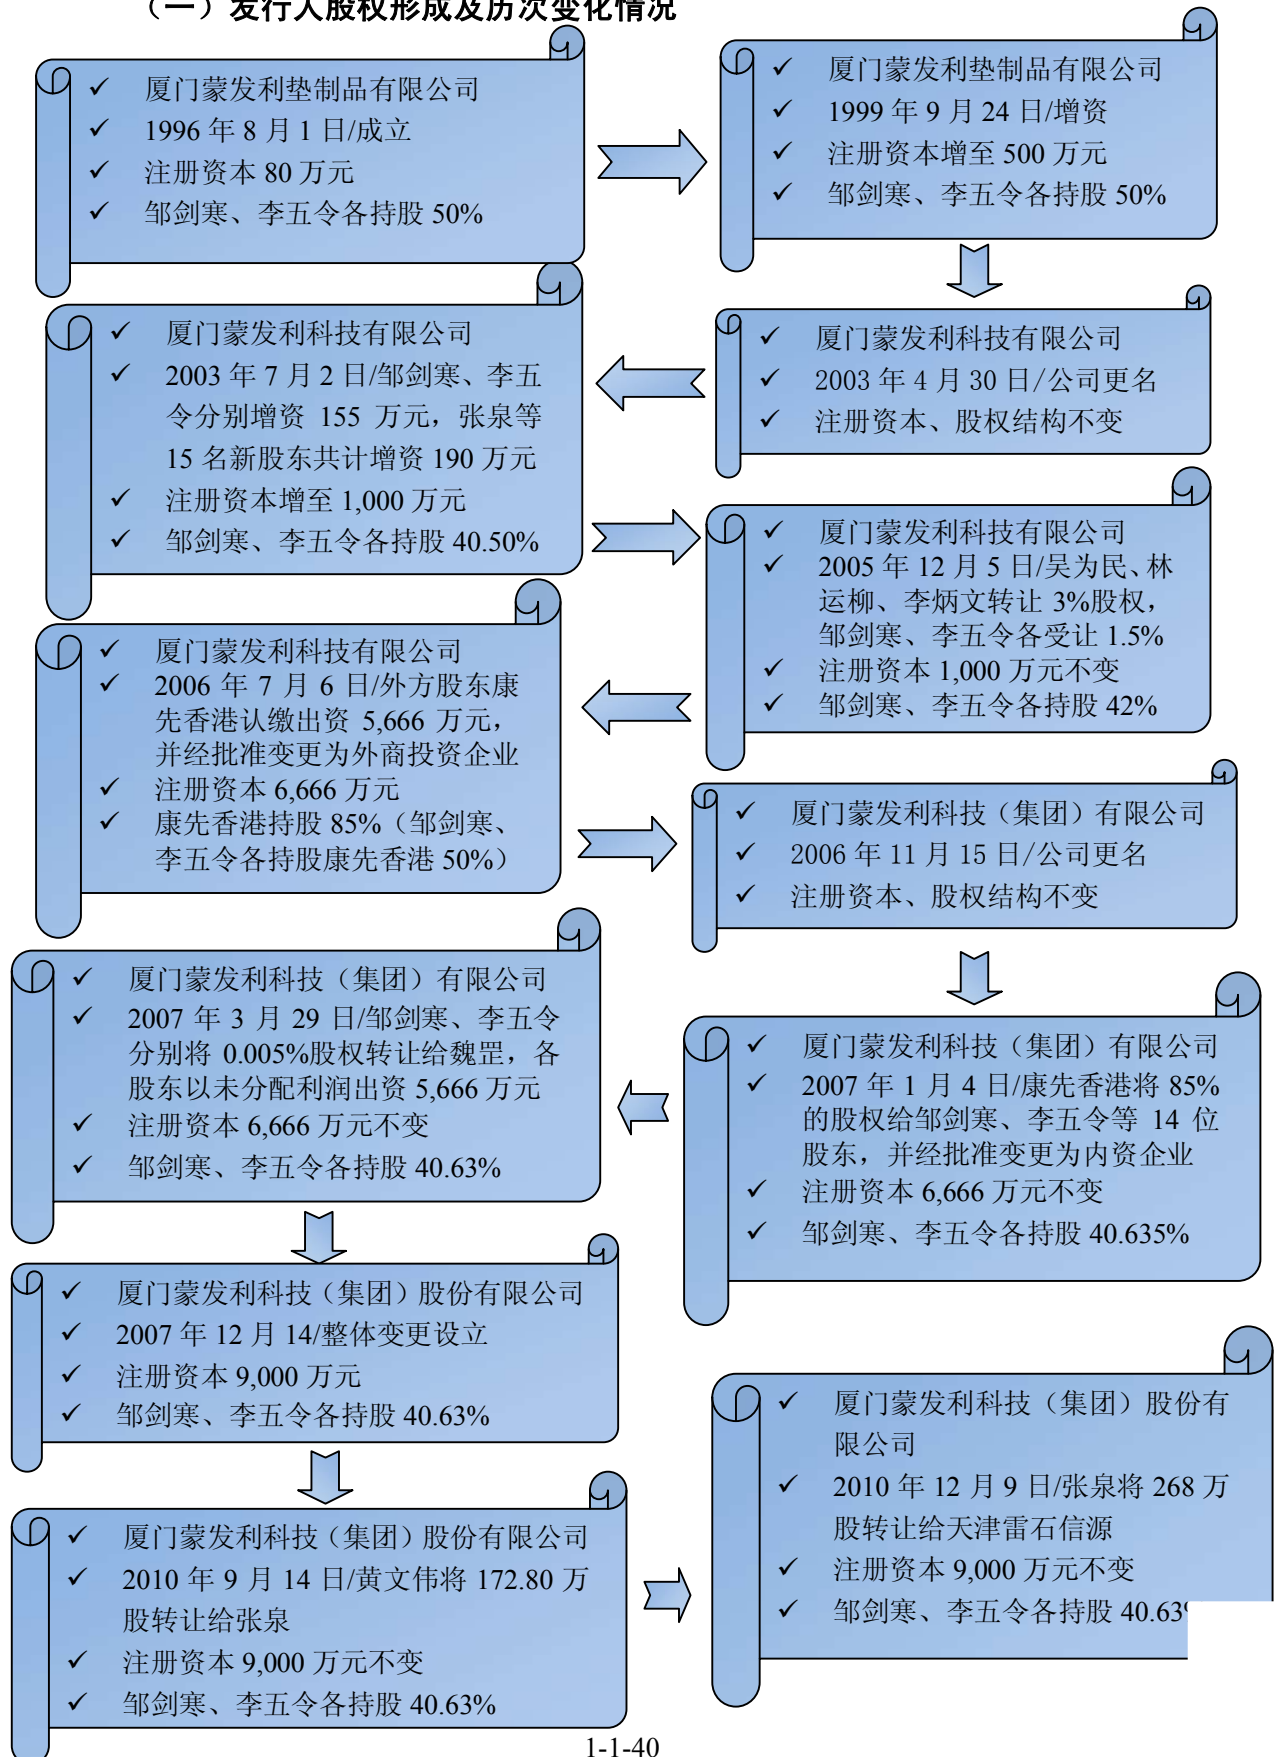 （一）发行人股权形成及历次变化情况
✓ 厦门蒙发利垫制品有限公司
✓ 1996 年 8 月 1 日/成立
✓ 注册资本 80 万元
✓ 邹剑寒、李五令各持股 50%
✓ 厦门蒙发利垫制品有限公司
✓ 1999 年 9 月 24 日/增资
✓ 注册资本增至 500 万元
✓ 邹剑寒、李五令各持股 50%
✓ 厦门蒙发利科技有限公司
✓ 2003 年 4 月 30 日/公司更名
✓ 注册资本、股权结构不变
✓ 厦门蒙发利科技有限公司
✓ 2003 年 7 月 2 日/邹剑寒、李五
令分别增资 155 万元，张泉等
15 名新股东共计增资 190 万元
✓ 注册资本增至 1,000 万元
✓ 邹剑寒、李五令各持股 40.50%
✓ 厦门蒙发利科技有限公司
✓ 2005 年 12 月 5 日/吴为民、林
运柳、李炳文转让 3%股权，
邹剑寒、李五令各受让 1.5%
✓ 注册资本 1,000 万元不变
✓ 邹剑寒、李五令各持股 42%
✓ 厦门蒙发利科技有限公司
✓ 2006 年 7 月 6 日/外方股东康
先香港认缴出资 5,666 万元，
并经批准变更为外商投资企业
✓ 注册资本 6,666 万元
✓ 康先香港持股 85%（邹剑寒、
李五令各持股康先香港 50%）
✓ 厦门蒙发利科技（集团）有限公司
✓ 2006 年 11 月 15 日/公司更名
✓ 注册资本、股权结构不变
✓ 厦门蒙发利科技（集团）有限公司
✓ 2007 年 1 月 4 日/康先香港将 85%
的股权给邹剑寒、李五令等 14 位
股东，并经批准变更为内资企业
✓ 注册资本 6,666 万元不变
✓ 邹剑寒、李五令各持股 40.635%
✓ 厦门蒙发利科技（集团）有限公司
✓ 2007 年 3 月 29 日/邹剑寒、李五令
分别将 0.005%股权转让给魏罡，各
股东以未分配利润出资 5,666 万元
✓ 注册资本 6,666 万元不变
✓ 邹剑寒、李五令各持股 40.63%
✓ 厦门蒙发利科技（集团）股份有限公司
✓ 2007 年 12 月 14/整体变更设立
✓ 注册资本 9,000 万元
✓ 邹剑寒、李五令各持股 40.63%
✓ 厦门蒙发利科技（集团）股份有限公司
✓ 2010 年 9 月 14 日/黄文伟将 172.80 万
股转让给张泉
✓ 注册资本 9,000 万元不变
✓ 邹剑寒、李五令各持股 40.63%
✓ 厦门蒙发利科技（集团）股份有
限公司
✓ 2010 年 12 月 9 日/张泉将 268 万
股转让给天津雷石信源
✓ 注册资本 9,000 万元不变
✓ 邹剑寒、李五令各持股 40.63%
1-1-40